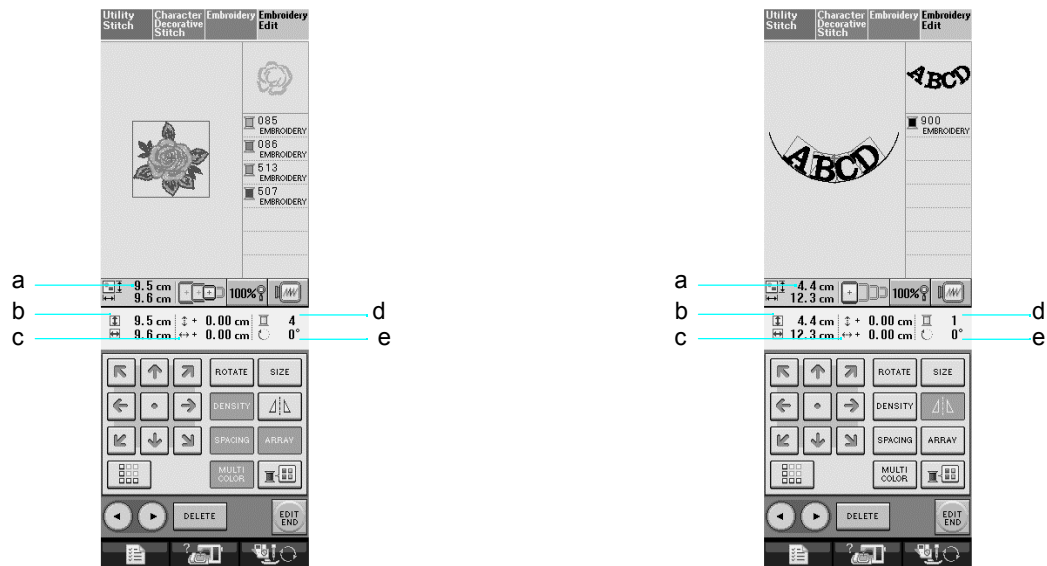 Utility Stitch
Character Decorative Stitch
Embroidery
Embroidery Edit
085
EMBROIDERY
086
EMBROIDERY
513
EMBROIDERY
507
EMBROIDERY
a
9.5 cm
9.6 cm
100%
b
9.5 cm
+ 0.00 cm
4
d
c
9.6 cm
+ 0.00 cm
0°
e
ROTATE
SIZE
DENSITY
SPACING
ARRAY
MULTI COLOR
DELETE
EDIT END
?
Utility Stitch
Character Decorative Stitch
Embroidery
Embroidery Edit
ABCD
900
EMBROIDERY
ABCD
a
4.4 cm
12.3 cm
100%
b
4.4 cm
+ 0.00 cm
1
d
c
12.3 cm
+ 0.00 cm
0°
e
ROTATE
SIZE
DENSITY
SPACING
ARRAY
MULTI COLOR
DELETE
EDIT END
?